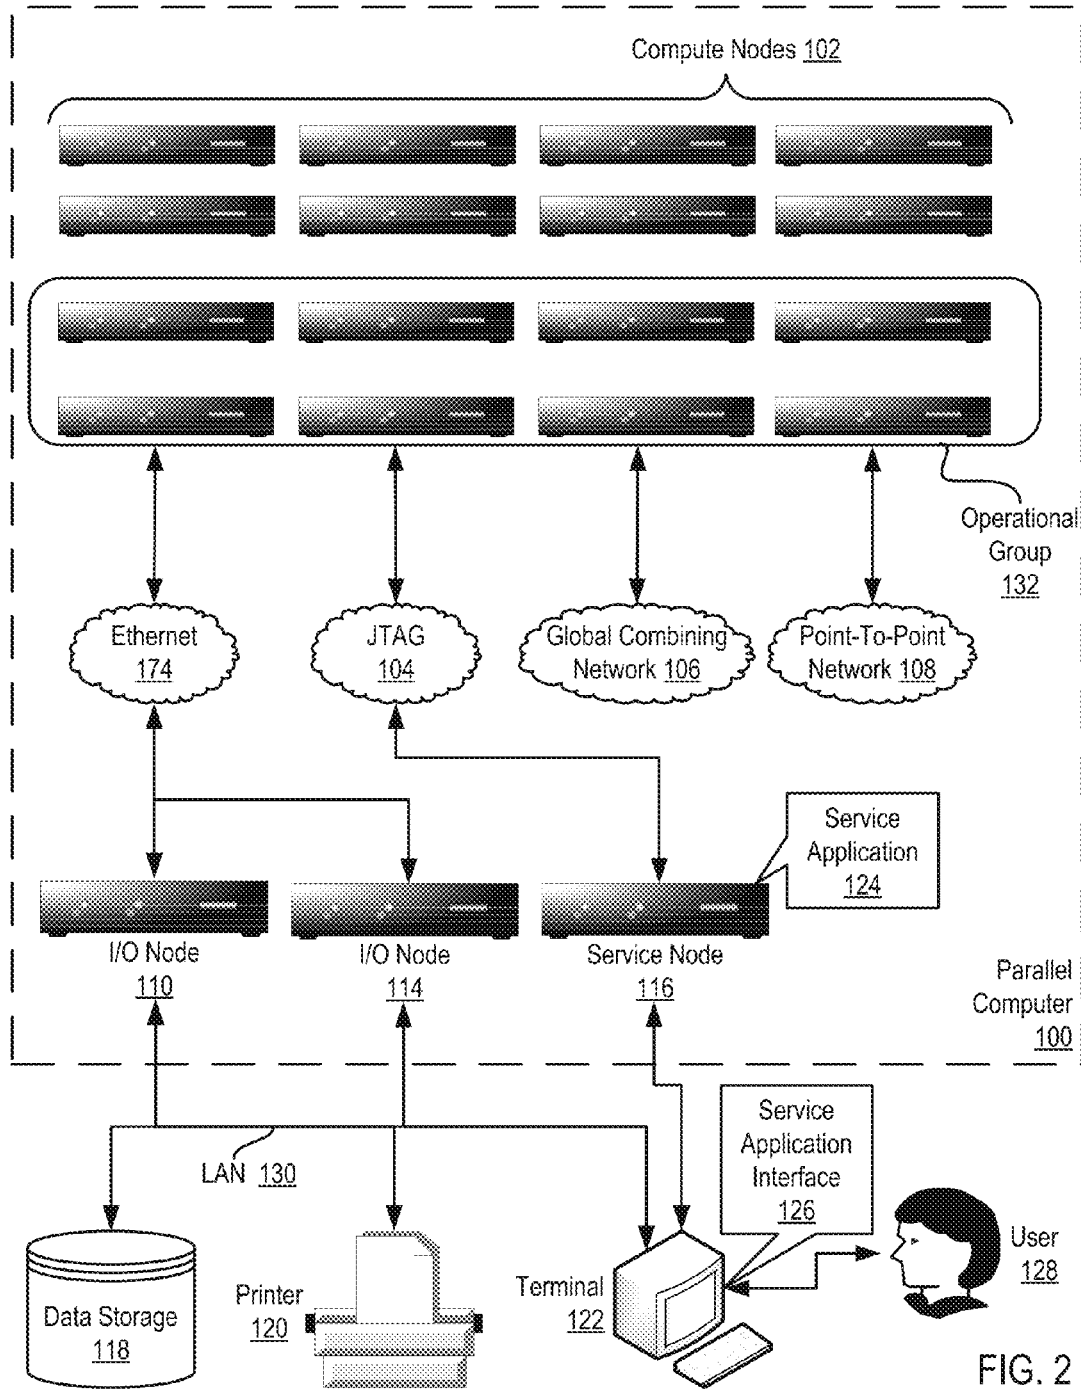 Compute Nodes 102
Operational
Group
132
Ethernet
174
JTAG
104
Global Combining
Network 106
Point-To-Point
Network 108
Service
Application
124
I/O Node
110
I/O Node
114
Service Node
116
Parallel
Computer
100
LAN 130
Service
Application
Interface
126
Data Storage
118
Printer
120
Terminal
122
User
128
FIG. 2